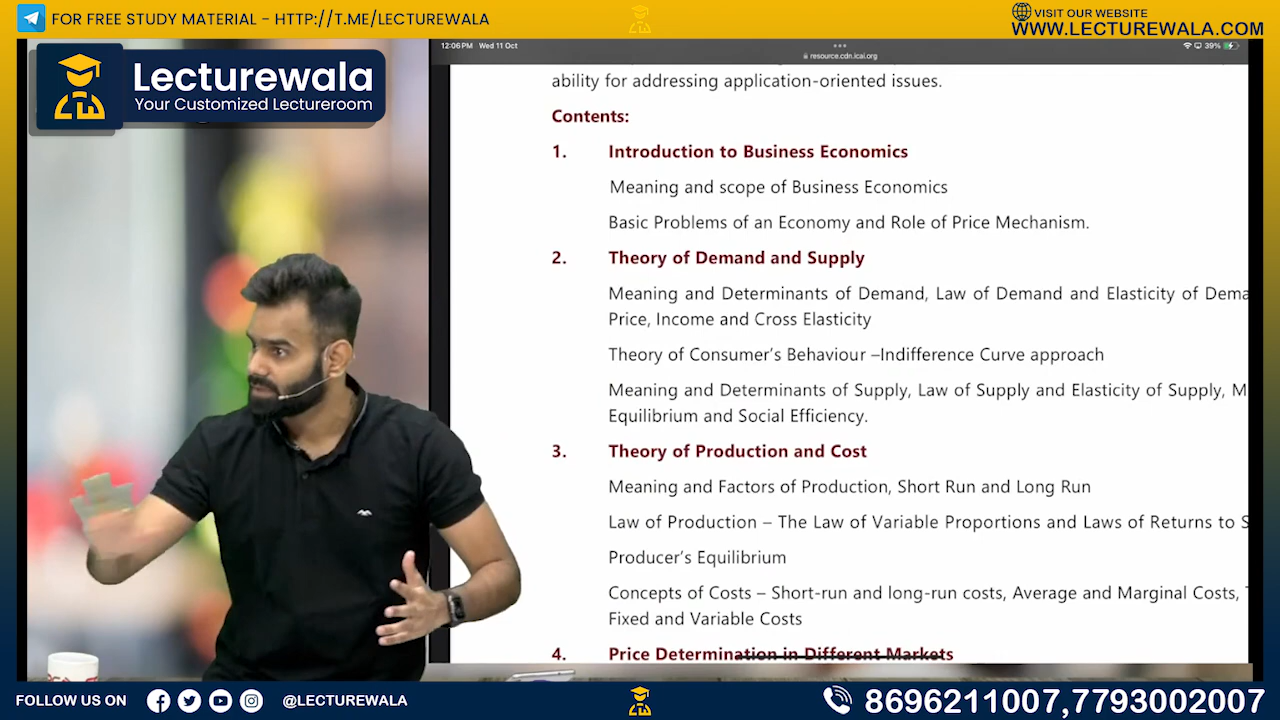 FOR FREE STUDY MATERIAL - HTTP://T.ME/LECTUREWALA
VISIT OUR WEBSITE
WWW.LECTUREWALA.COM
Lecturewala
Your Customized Lectureroom
12:06 PM Wed 11 Oct
resource.cdn.icai.org
39%
ability for addressing application-oriented issues.
Contents:
1. Introduction to Business Economics
Meaning and scope of Business Economics
Basic Problems of an Economy and Role of Price Mechanism.
2. Theory of Demand and Supply
Meaning and Determinants of Demand, Law of Demand and Elasticity of Dema
Price, Income and Cross Elasticity
Theory of Consumer's Behaviour –Indifference Curve approach
Meaning and Determinants of Supply, Law of Supply and Elasticity of Supply, M
Equilibrium and Social Efficiency.
3. Theory of Production and Cost
Meaning and Factors of Production, Short Run and Long Run
Law of Production – The Law of Variable Proportions and Laws of Returns to S
Producer's Equilibrium
Concepts of Costs – Short-run and long-run costs, Average and Marginal Costs,
Fixed and Variable Costs
4. Price Determination in Different Markets
FOLLOW US ON
@LECTUREWALA
8696211007,7793002007